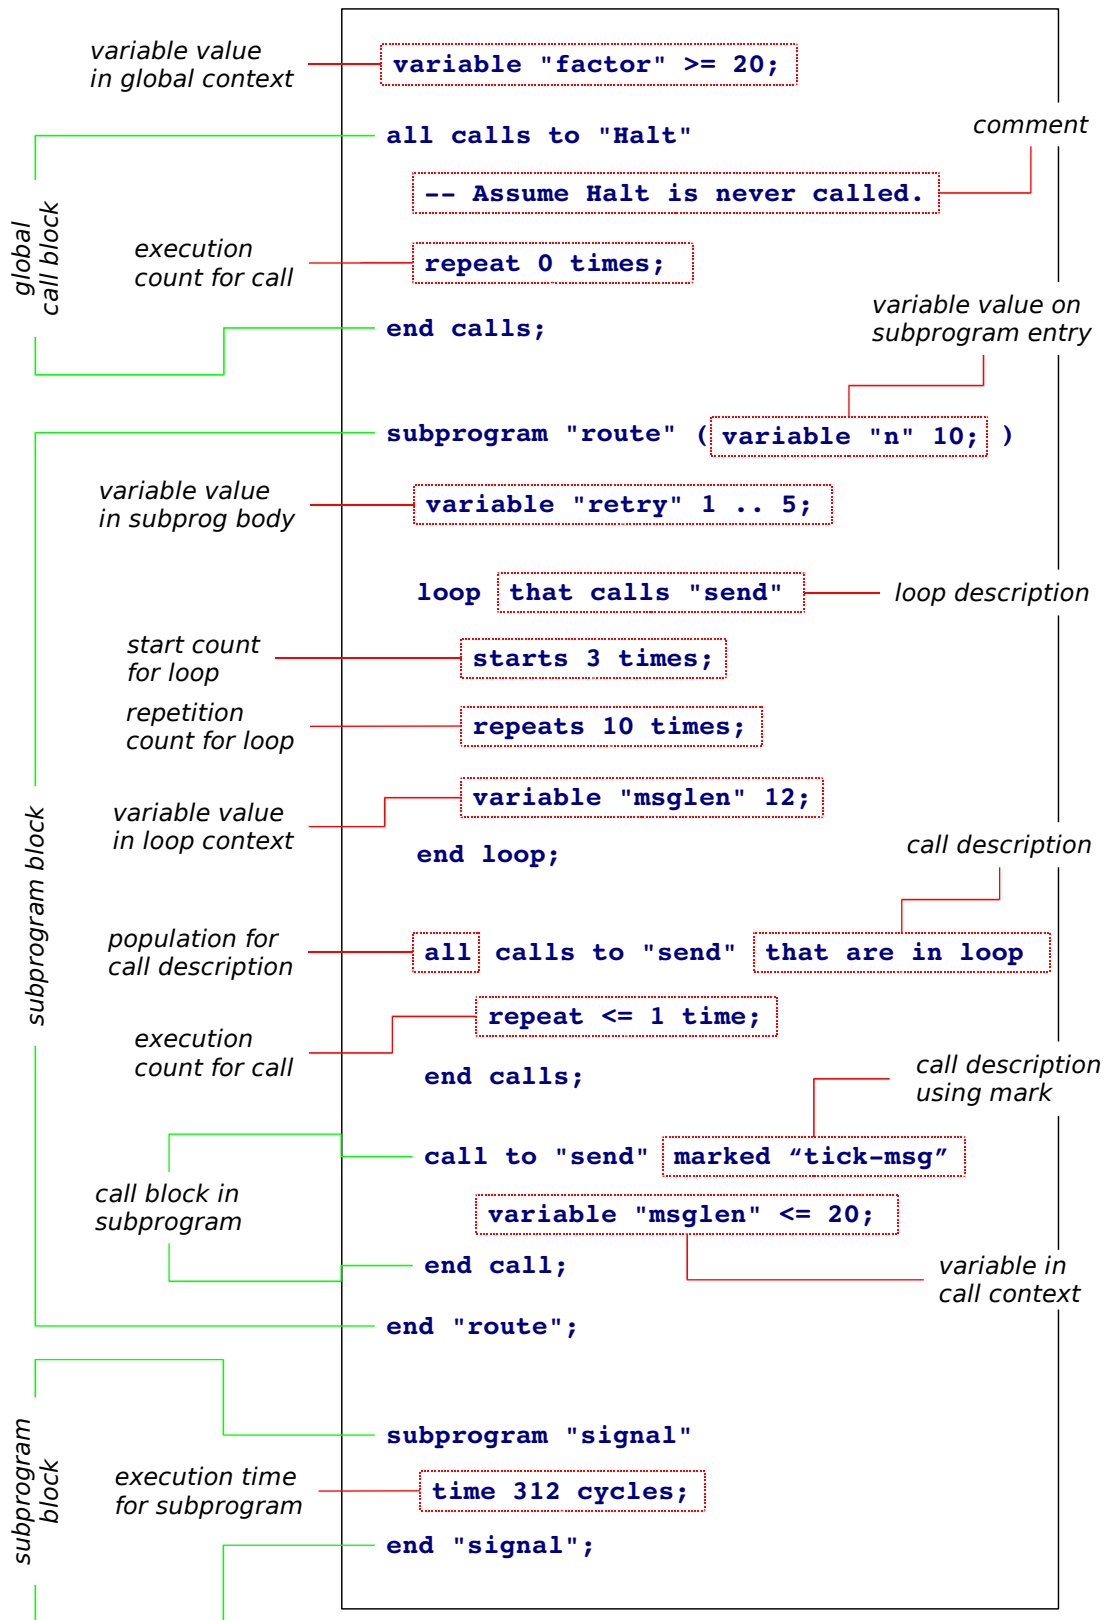 variable value
in global context
variable "factor" >= 20;
all calls to "Halt"
comment
-- Assume Halt is never called.
global
call block
execution
count for call
repeat 0 times;
variable value on
subprogram entry
end calls;
subprogram "route" ( variable "n" 10; )
variable value
in subprog body
variable "retry" 1 .. 5;
loop that calls "send"
loop description
start count
for loop
starts 3 times;
repetition
count for loop
repeats 10 times;
variable value
in loop context
variable "msglen" 12;
end loop;
call description
subprogram block
population for
call description
all calls to "send" that are in loop
repeat <= 1 time;
execution
count for call
end calls;
call description
using mark
call to "send" marked “tick-msg”
call block in
subprogram
variable "msglen" <= 20;
end call;
variable in
call context
end "route";
subprogram
block
subprogram "signal"
execution time
for subprogram
time 312 cycles;
end "signal";